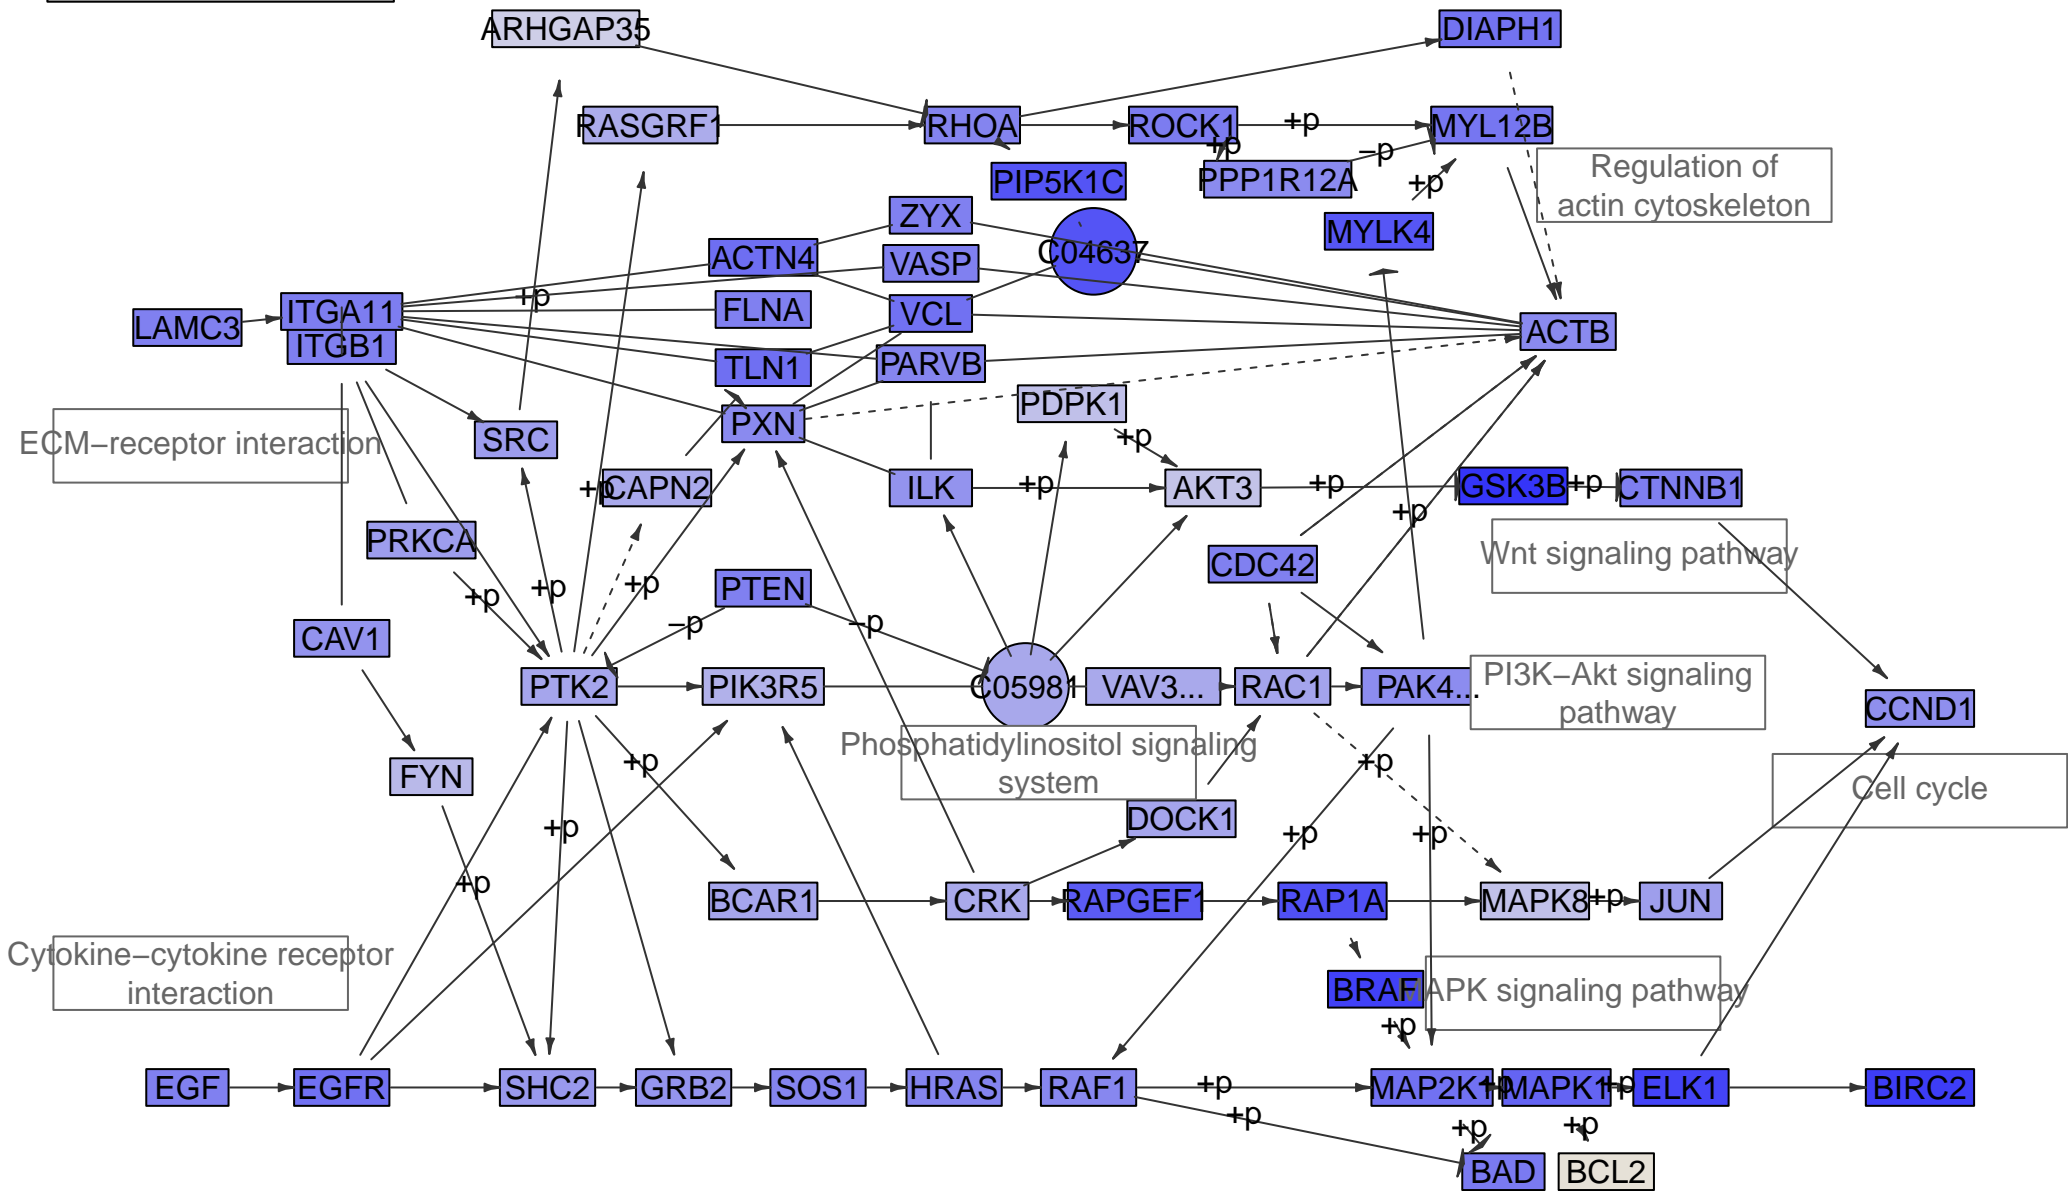 ARHGAP35
DIAPH1
RASGRF1
RHOA
ROCK1
+p
MYL12B
+p
−p
PIP5K1C
PPP1R12A
+p
Regulation of
actin cytoskeleton
ZYX
MYLK4
ACTN4
VASP
C04637
+p
LAMC3
ITGA11
FLNA
VCL
ACTB
ITGB1
TLN1
PARVB
PDPK1
PXN
+p
ECM−receptor interaction
SRC
+p
CAPN2
ILK
+p
AKT3
+p
GSK3B
+p
CTNNB1
+p
PRKCA
Wnt signaling pathway
CDC42
+p
+p
+p
PTEN
−p
−p
CAV1
PTK2
PIK3R5
C05981
VAV3...
RAC1
PAK4...
PI3K−Akt signaling
pathway
CCND1
Phosphatidylinositol signaling
system
+p
+p
FYN
Cell cycle
DOCK1
+p
+p
+p
+p
BCAR1
CRK
RAPGEF1
RAP1A
MAPK8
+p
JUN
Cytokine−cytokine receptor
interaction
BRAF
MAPK signaling pathway
+p
EGF
EGFR
SHC2
GRB2
SOS1
HRAS
RAF1
+p
MAP2K1
+p
MAPK1
+p
ELK1
BIRC2
+p
+p
+p
BAD
BCL2